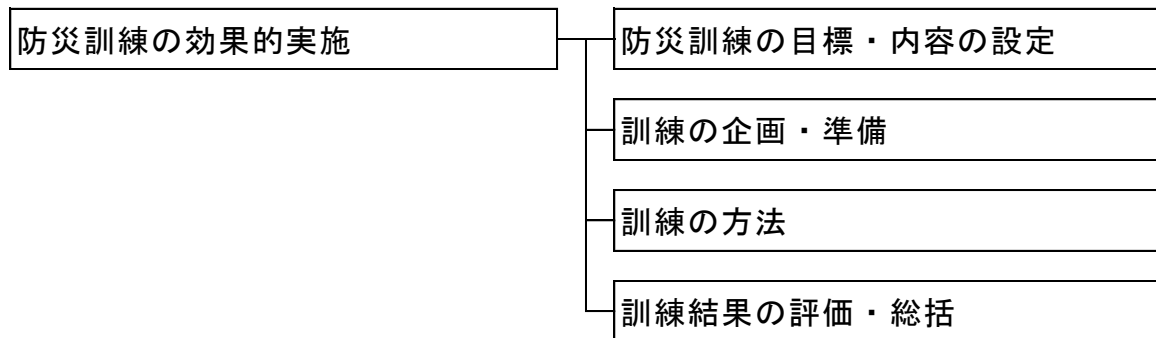 防災訓練の効果的実施
防災訓練の目標・内容の設定
訓練の企画・準備
訓練の方法
訓練結果の評価・総括